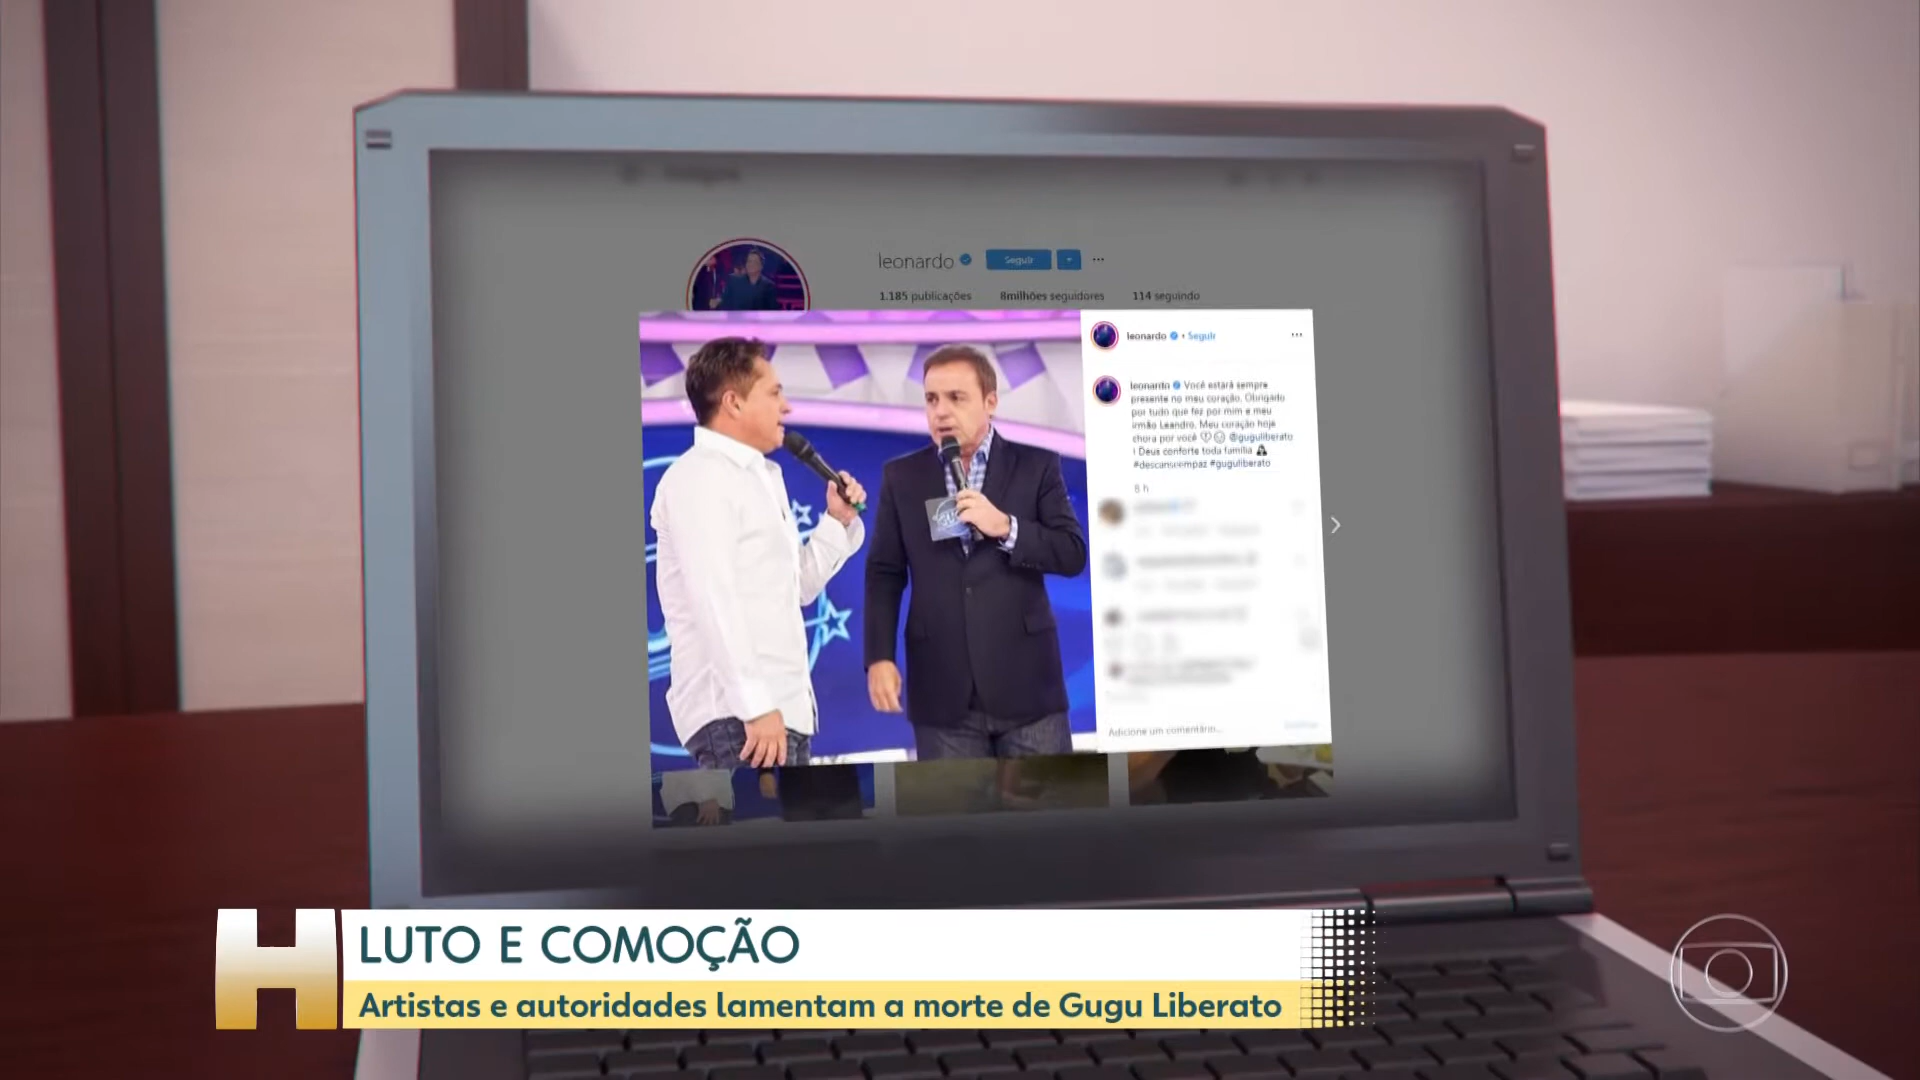 leonardo
Seguir
1.185 publicações 8milhões seguidores 114 seguindo
leonardo • Seguir
leonardo Você estará sempre
presente no meu coração. Obrigado
por tudo que fez por mim e meu
irmão Leandro. Meu coração hoje
chora por você @guguliberato
! Deus conforte toda família
#descanseempaz #guguliberato
8 h
Adicione um comentário...
H
LUTO E COMOÇÃO
Artistas e autoridades lamentam a morte de Gugu Liberato